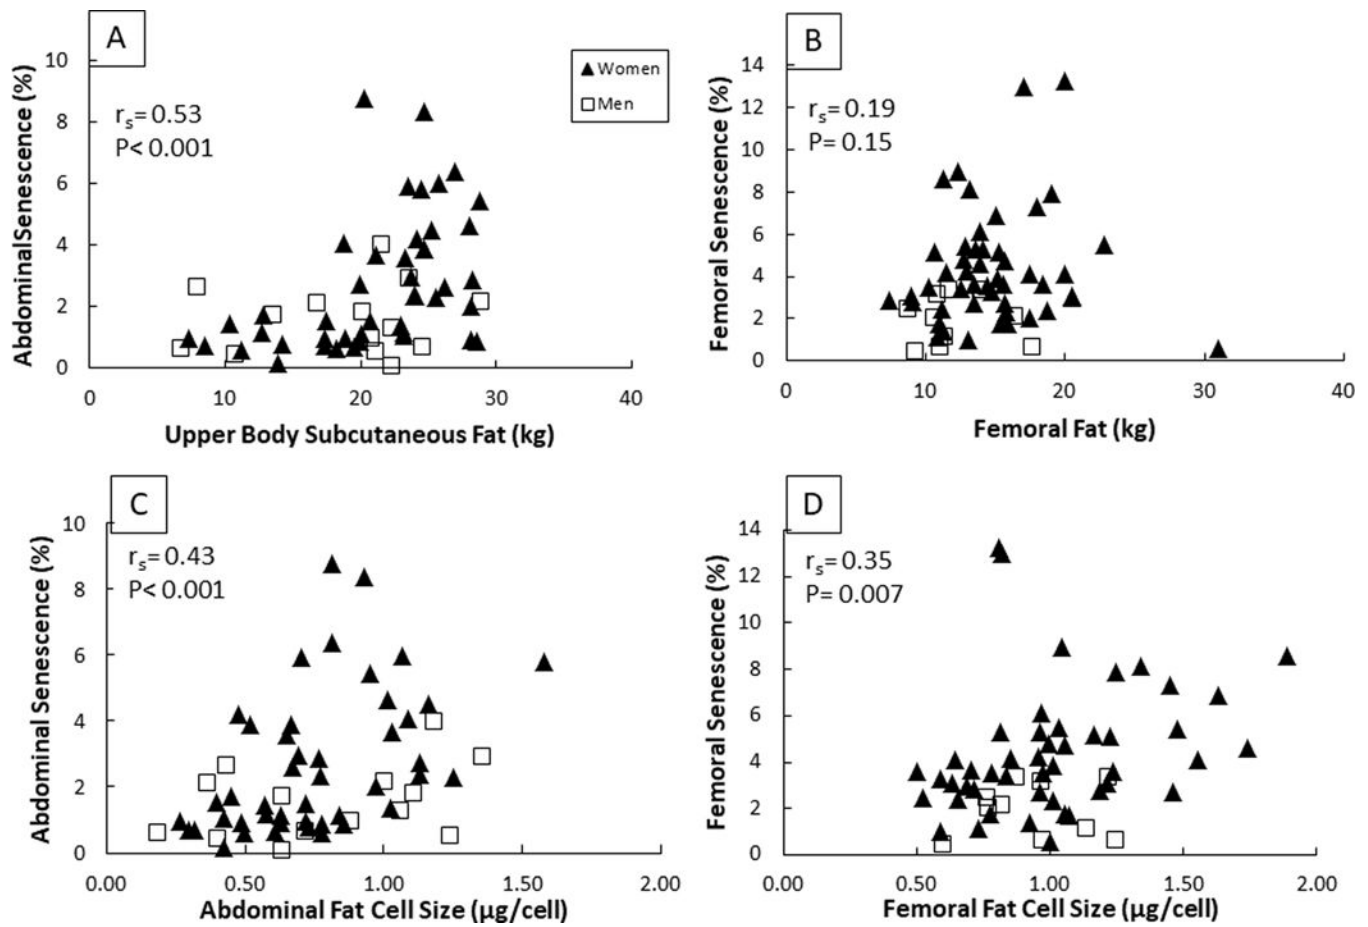 A
10
8
6
4
2
0
0
10
20
30
40
Abdominal Senescence (%)
Upper Body Subcutaneous Fat (kg)
rs= 0.53
P< 0.001
Women
Men
B
14
12
10
8
6
4
2
0
0
10
20
30
40
Femoral Senescence (%)
Femoral Fat (kg)
rs= 0.19
P= 0.15
C
10
8
6
4
2
0
0.00
0.50
1.00
1.50
2.00
Abdominal Senescence (%)
Abdominal Fat Cell Size (µg/cell)
rs= 0.43
P< 0.001
D
14
12
10
8
6
4
2
0
0.00
0.50
1.00
1.50
2.00
Femoral Senescence (%)
Femoral Fat Cell Size (µg/cell)
rs= 0.35
P= 0.007